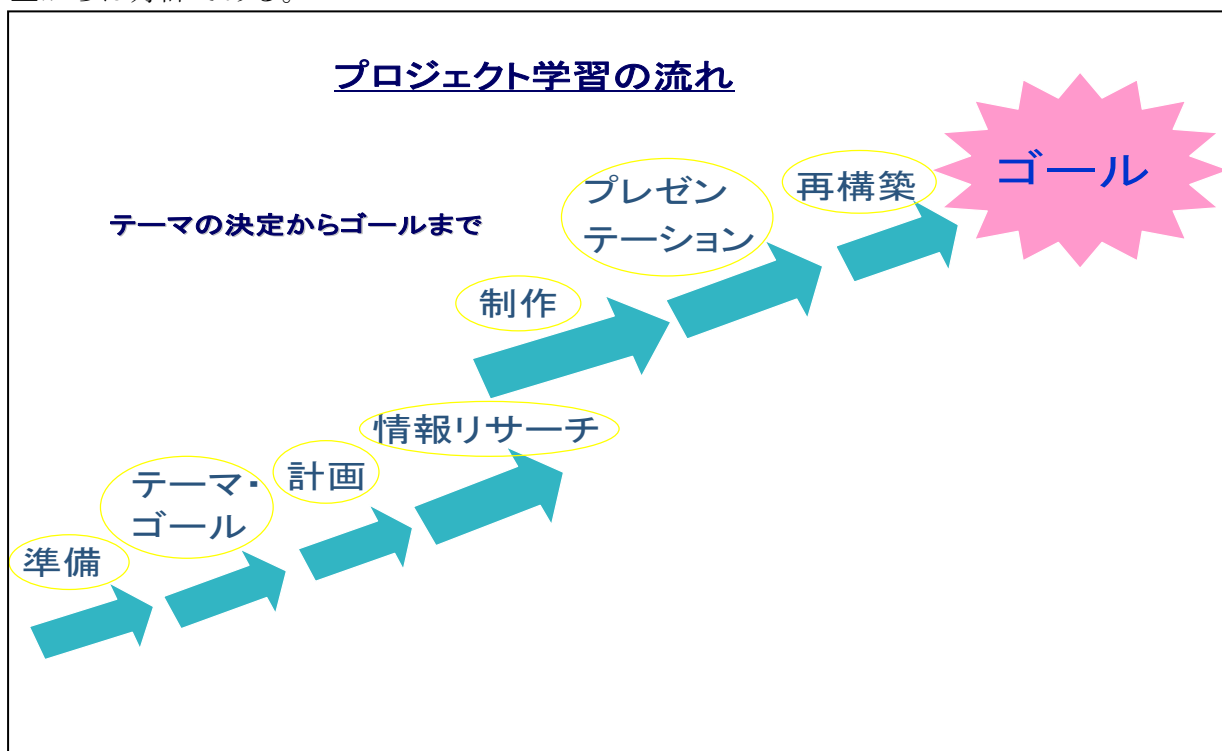 プロジェクト学習の流れ
テーマの決定からゴールまで
準備
テーマ・
ゴール
計画
情報リサーチ
制作
プレゼン
テーション
再構築
ゴール